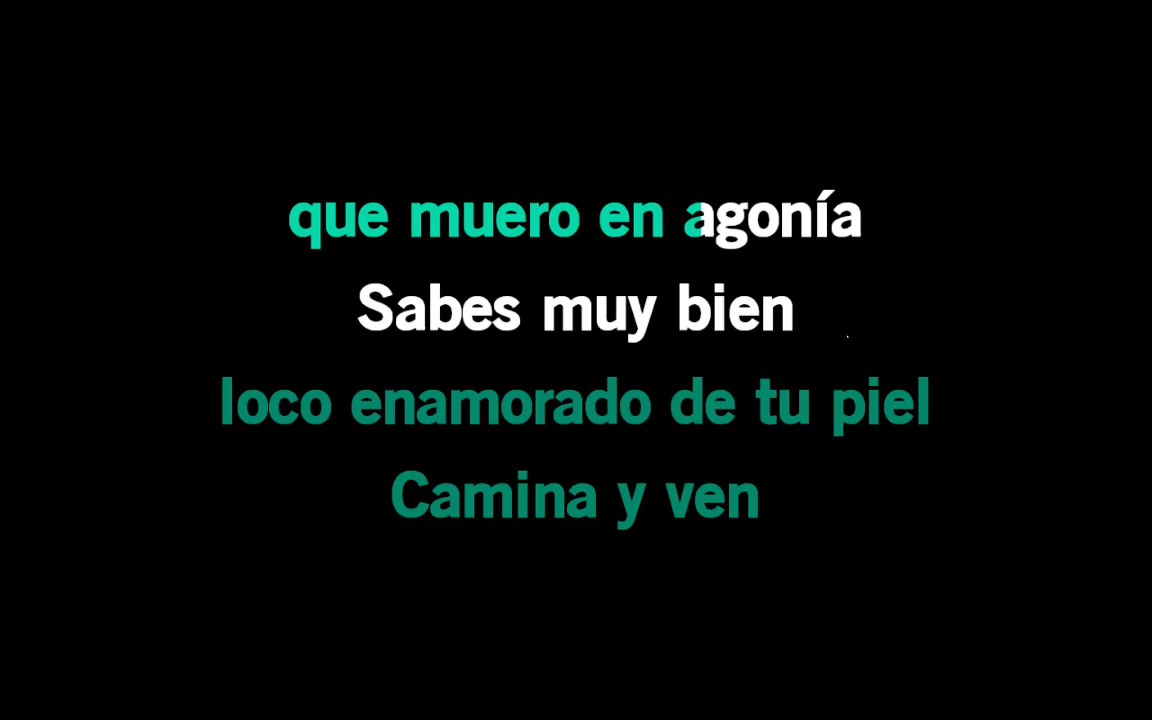 que muero en agonía
Sabes muy bien
loco enamorado de tu piel
Camina y ven